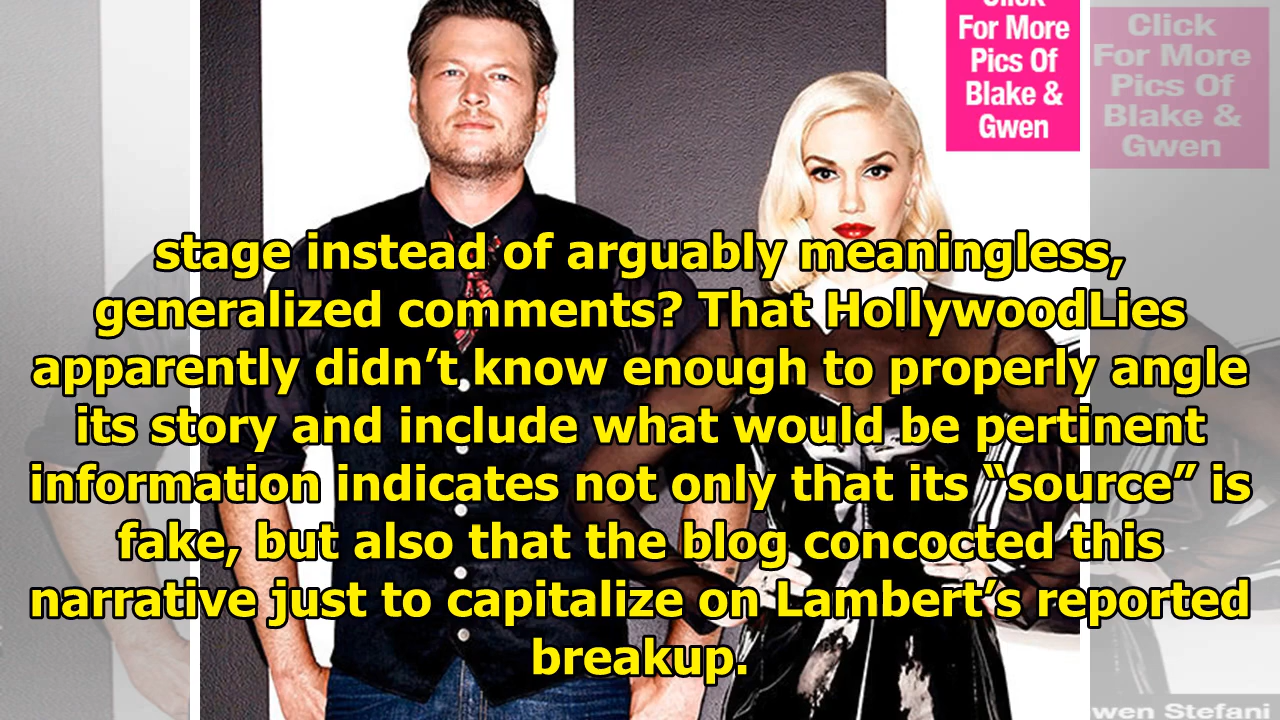 Click
For More
Pics Of
Blake &
Gwen
Click
For More
Pics Of
Blake &
Gwen
stage instead of arguably meaningless,
generalized comments? That HollywoodLies
apparently didn’t know enough to properly angle
its story and include what would be pertinent
information indicates not only that its “source” is
fake, but also that the blog concocted this
narrative just to capitalize on Lambert’s reported
breakup.
wen Stefani